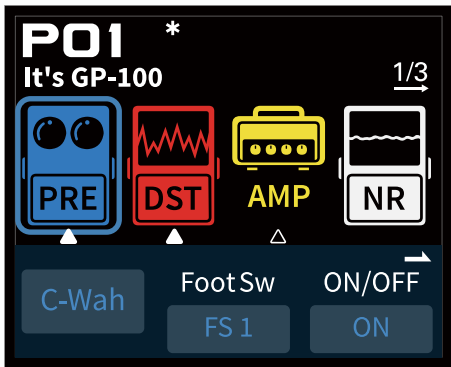 P01 *
It's GP-100
1/3
PRE DST AMP NR
Foot Sw ON/OFF
C-Wah FS 1 ON